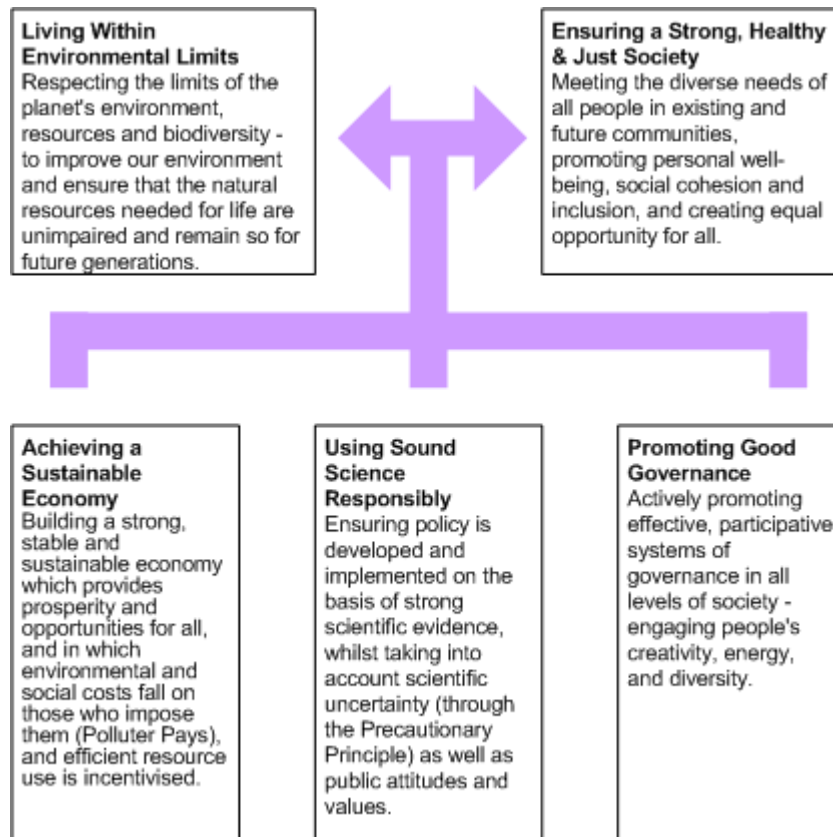 Living Within
Environmental Limits
Respecting the limits of the
planet's environment,
resources and biodiversity -
to improve our environment
and ensure that the natural
resources needed for life are
unimpaired and remain so for
future generations.
Ensuring a Strong, Healthy
& Just Society
Meeting the diverse needs of
all people in existing and
future communities,
promoting personal well-
being, social cohesion and
inclusion, and creating equal
opportunity for all.
Achieving a
Sustainable
Economy
Building a strong,
stable and
sustainable economy
which provides
prosperity and
opportunities for all,
and in which
environmental and
social costs fall on
those who impose
them (Polluter Pays),
and efficient resource
use is incentivised.
Using Sound
Science
Responsibly
Ensuring policy is
developed and
implemented on the
basis of strong
scientific evidence,
whilst taking into
account scientific
uncertainty (through
the Precautionary
Principle) as well as
public attitudes and
values.
Promoting Good
Governance
Actively promoting
effective, participative
systems of
governance in all
levels of society -
engaging people's
creativity, energy,
and diversity.